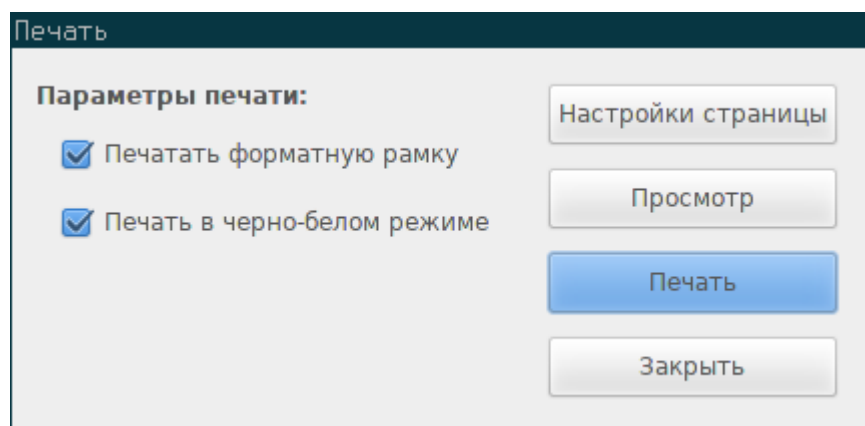 Печать
Параметры печати:
Печатать форматную рамку
Печать в черно-белом режиме
Настройки страницы
Просмотр
Печать
Закрыть